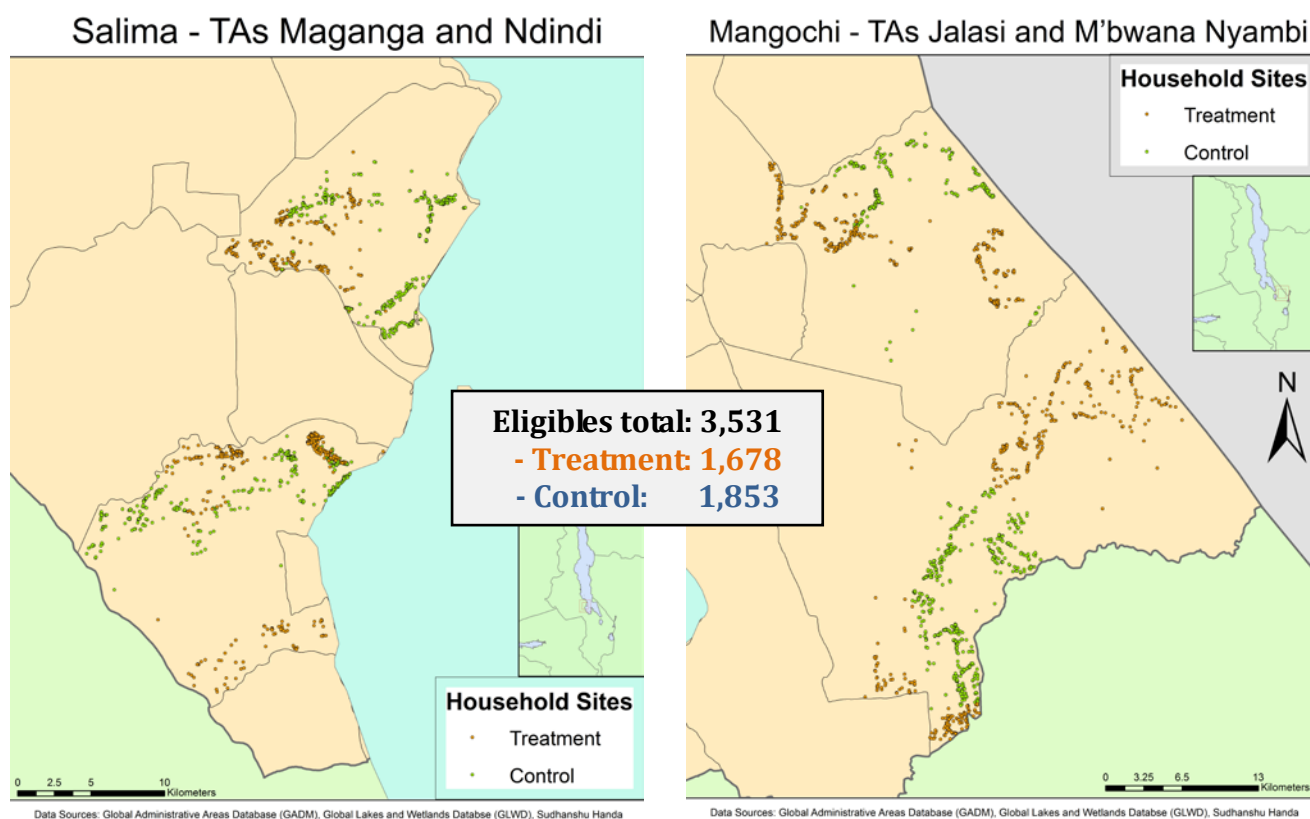 Salima - TAs Maganga and Ndindi
Household Sites
Treatment
Control
0 2.5 5 10
Kilometers
Data Sources: Global Administrative Areas Database (GADM), Global Lakes and Wetlands Databse (GLWD), Sudhanshu Handa
Eligibles total: 3,531
- Treatment: 1,678
- Control: 1,853
Mangochi - TAs Jalasi and M'bwana Nyambi
Household Sites
Treatment
Control
N
0 3.25 6.5 13
Kilometers
Data Sources: Global Administrative Areas Database (GADM), Global Lakes and Wetlands Databse (GLWD), Sudhanshu Handa